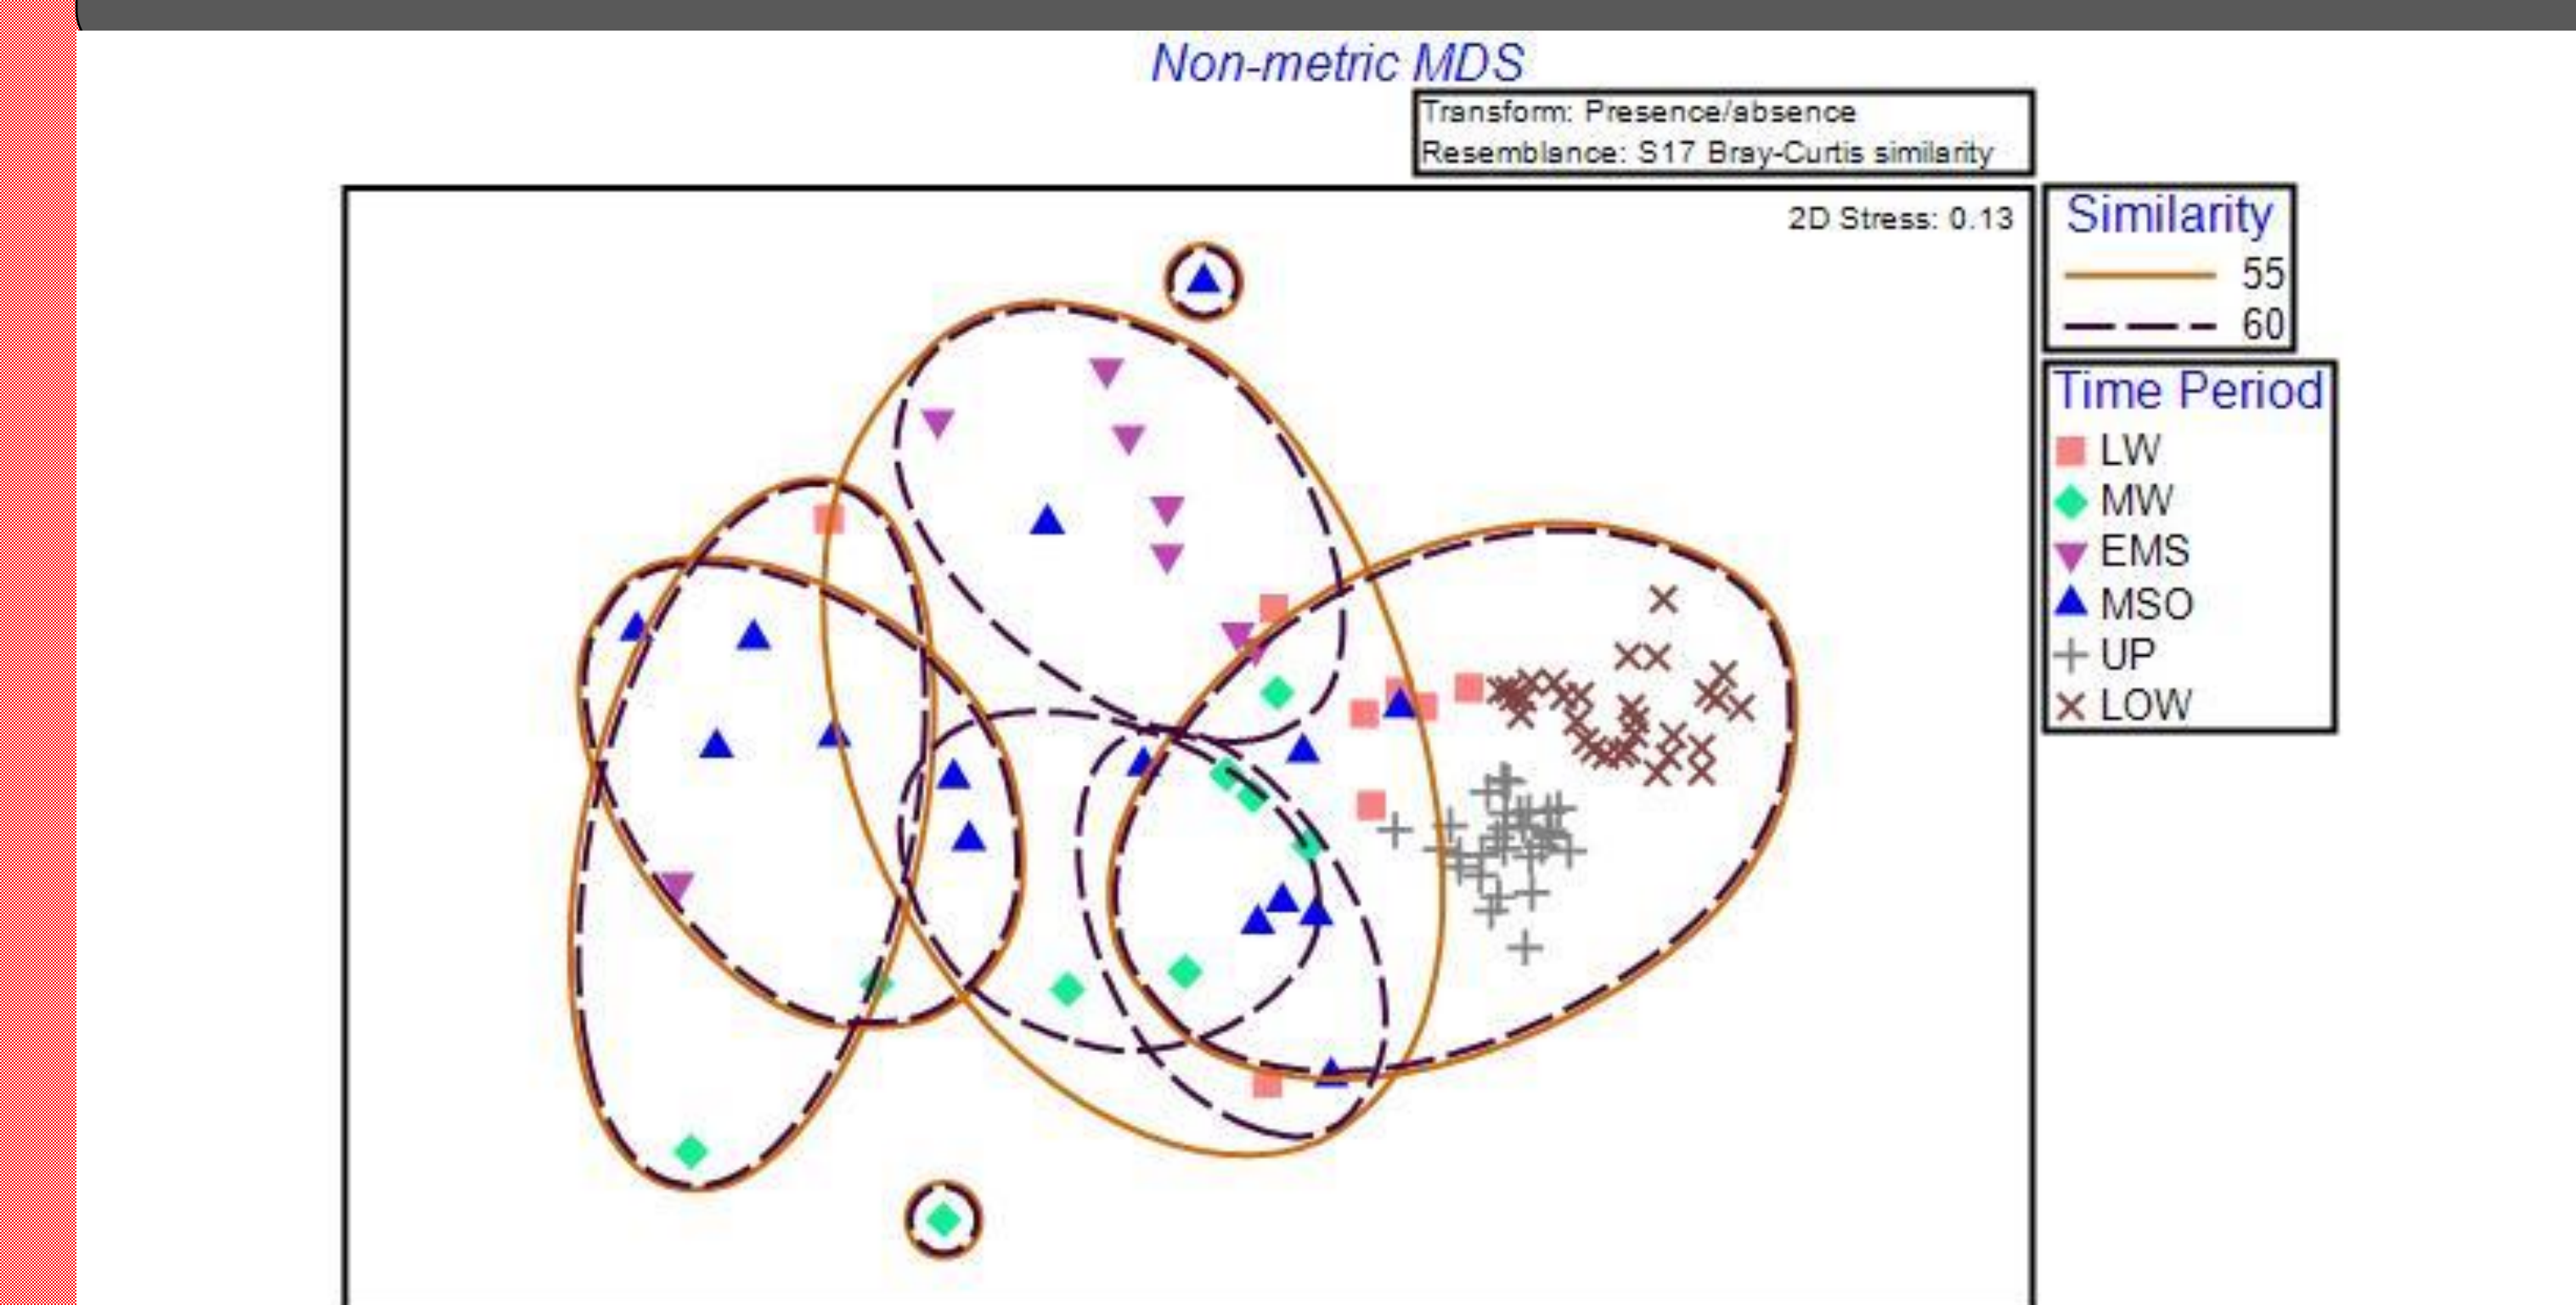 Non-metric MDS
Transform: Presence/absence
Resemblance: S17 Bray-Curtis similarity
2D Stress: 0.13
Similarity
55
60
Time Period
LW
MW
EMS
MSO
UP
LOW